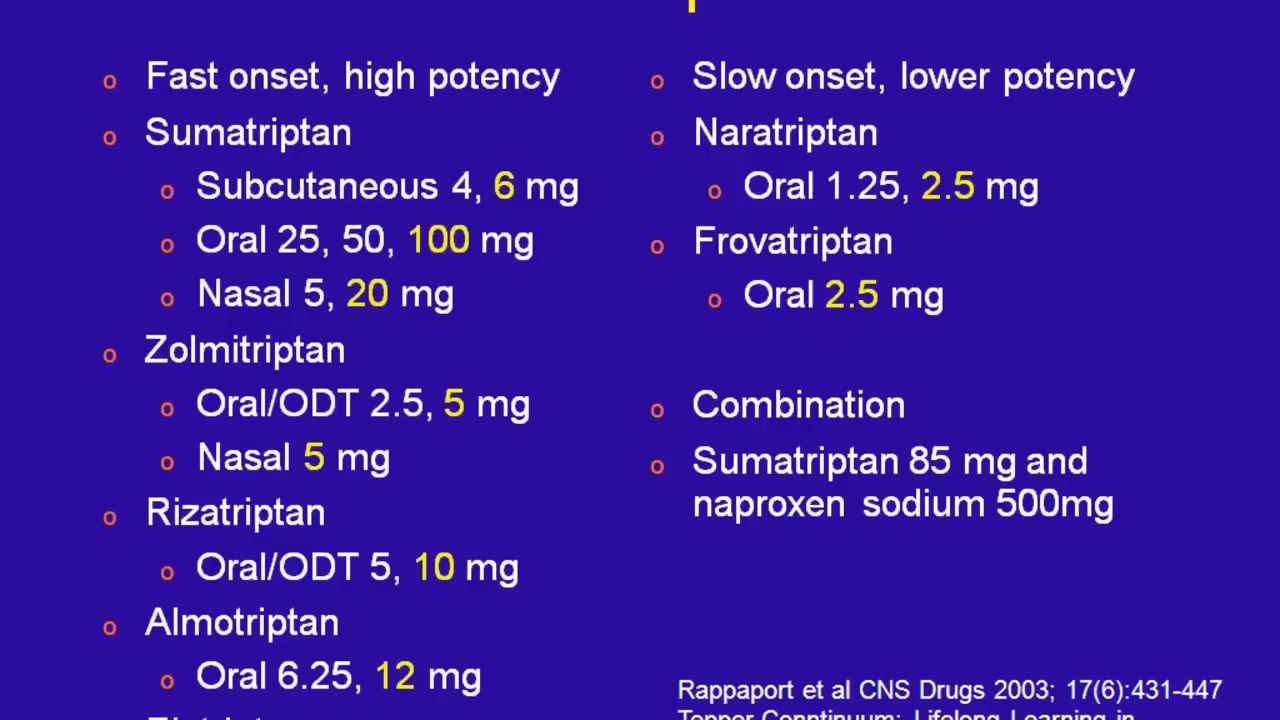 Fast onset, high potency
Sumatriptan
Subcutaneous 4, 6 mg
Oral 25, 50, 100 mg
Nasal 5, 20 mg
Zolmitriptan
Oral/ODT 2.5, 5 mg
Nasal 5 mg
Rizatriptan
Oral/ODT 5, 10 mg
Almotriptan
Oral 6.25, 12 mg
Slow onset, lower potency
Naratriptan
Oral 1.25, 2.5 mg
Frovatriptan
Oral 2.5 mg
Combination
Sumatriptan 85 mg and
naproxen sodium 500mg
Rappaport et al CNS Drugs 2003; 17(6):431-447
Lifelong Learning in